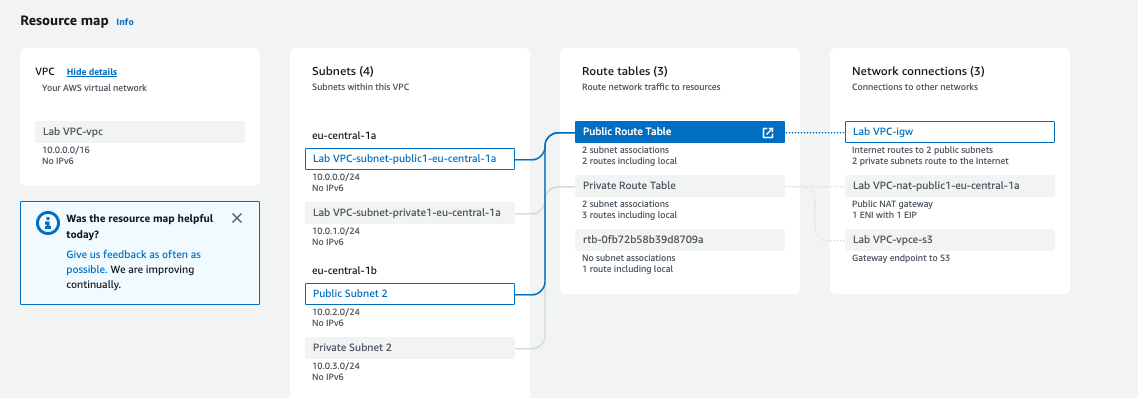 Resource map Info
VPC Hide details
Your AWS virtual network
Lab VPC-vpc
10.0.0.0/16
No IPv6
Was the resource map helpful
today?
Give us feedback as often as
possible. We are improving
continually.
Subnets (4)
Subnets within this VPC
eu-central-1a
Lab VPC-subnet-public1-eu-central-1a
10.0.0.0/24
No IPv6
Lab VPC-subnet-private1-eu-central-1a
10.0.1.0/24
No IPv6
eu-central-1b
Public Subnet 2
10.0.2.0/24
No IPv6
Private Subnet 2
10.0.3.0/24
No IPv6
Route tables (3)
Route network traffic to resources
Public Route Table
2 subnet associations
2 routes including local
Private Route Table
2 subnet associations
3 routes including local
rtb-0fb72b58b39d8709a
No subnet associations
1 route including local
Network connections (3)
Connections to other networks
Lab VPC-igw
Internet routes to 2 public subnets
2 private subnets route to the Internet
Lab VPC-nat-public1-eu-central-1a
Public NAT gateway
1 ENI with 1 EIP
Lab VPC-vpce-s3
Gateway endpoint to S3